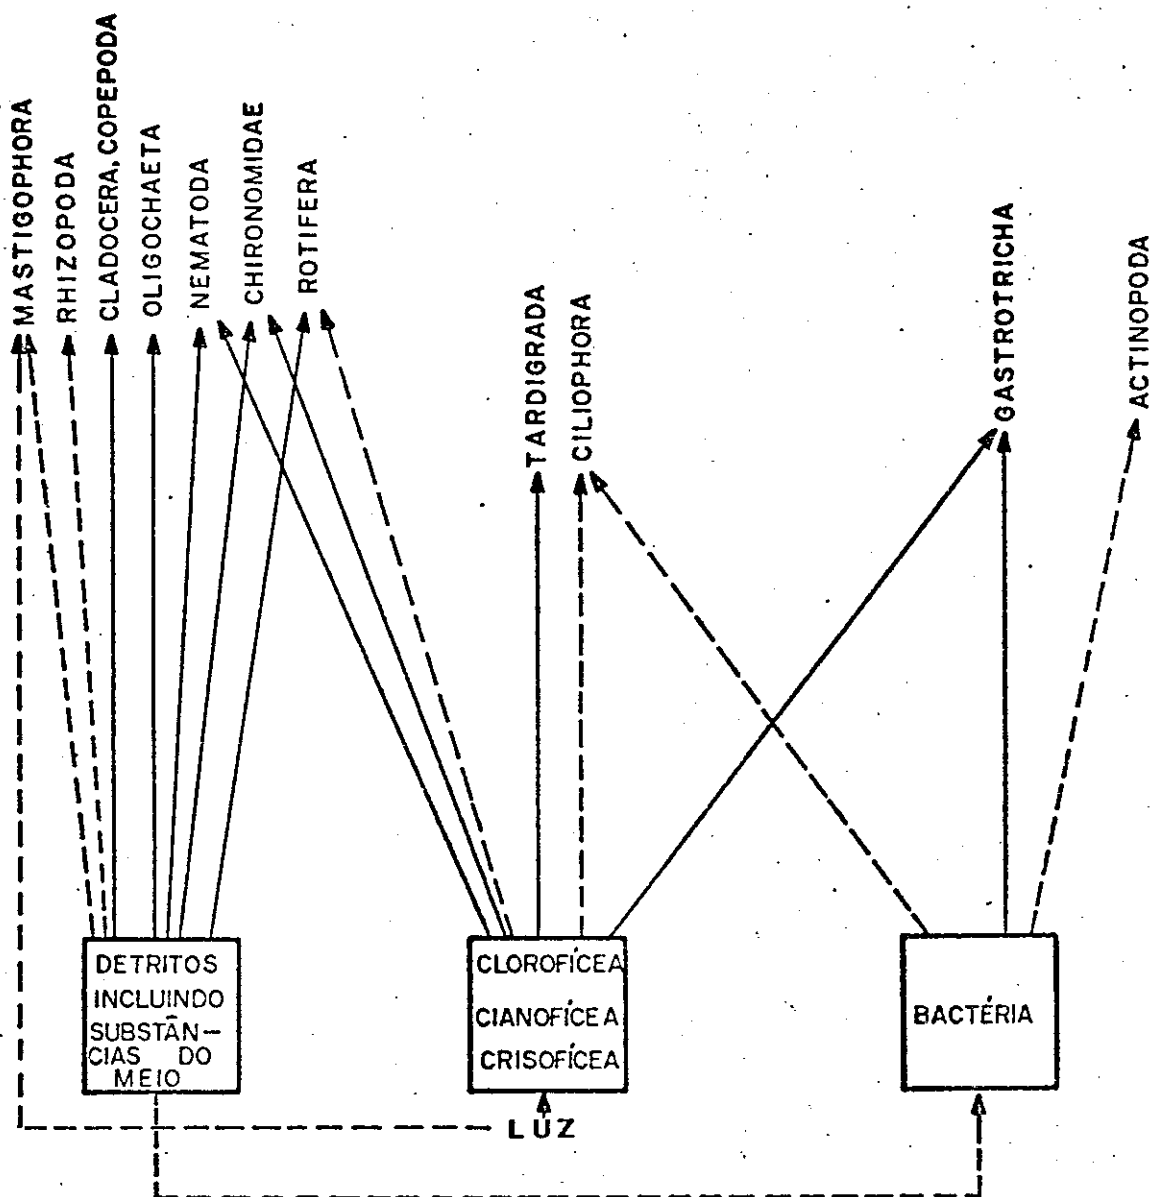 MASTIGOPHORA
RHIZOPODA
CLADOCERA, COPEPODA
OLIGOCHAETA
NEMATODA
CHIRONOMIDAE
ROTIFERA
TARDIGRADA
CILIOPHORA
GASTROTRICHA
ACTINOPODA
DETRITOS
INCLUINDO
SUBSTÂN-
CIAS DO
MEIO
CLOROFÍCEA
CIANOFÍCEA
CRISOFÍCEA
BACTÉRIA
LUZ